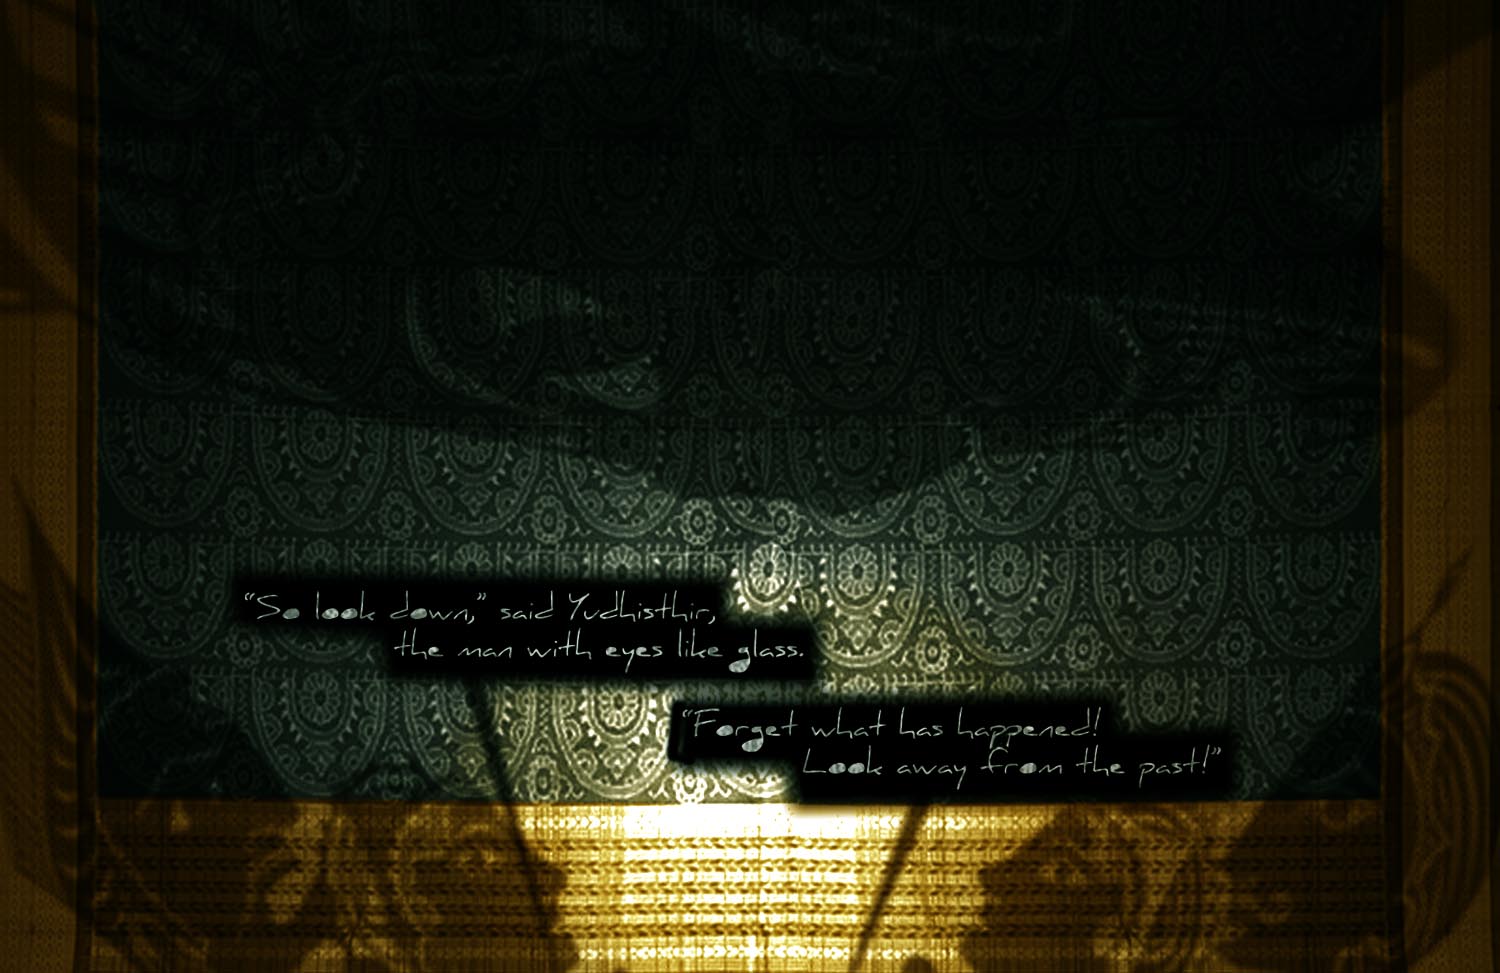 “So look down,” said Yudhisthir,
the man with eyes like glass.
“Forget what has happened!
Look away from the past!”